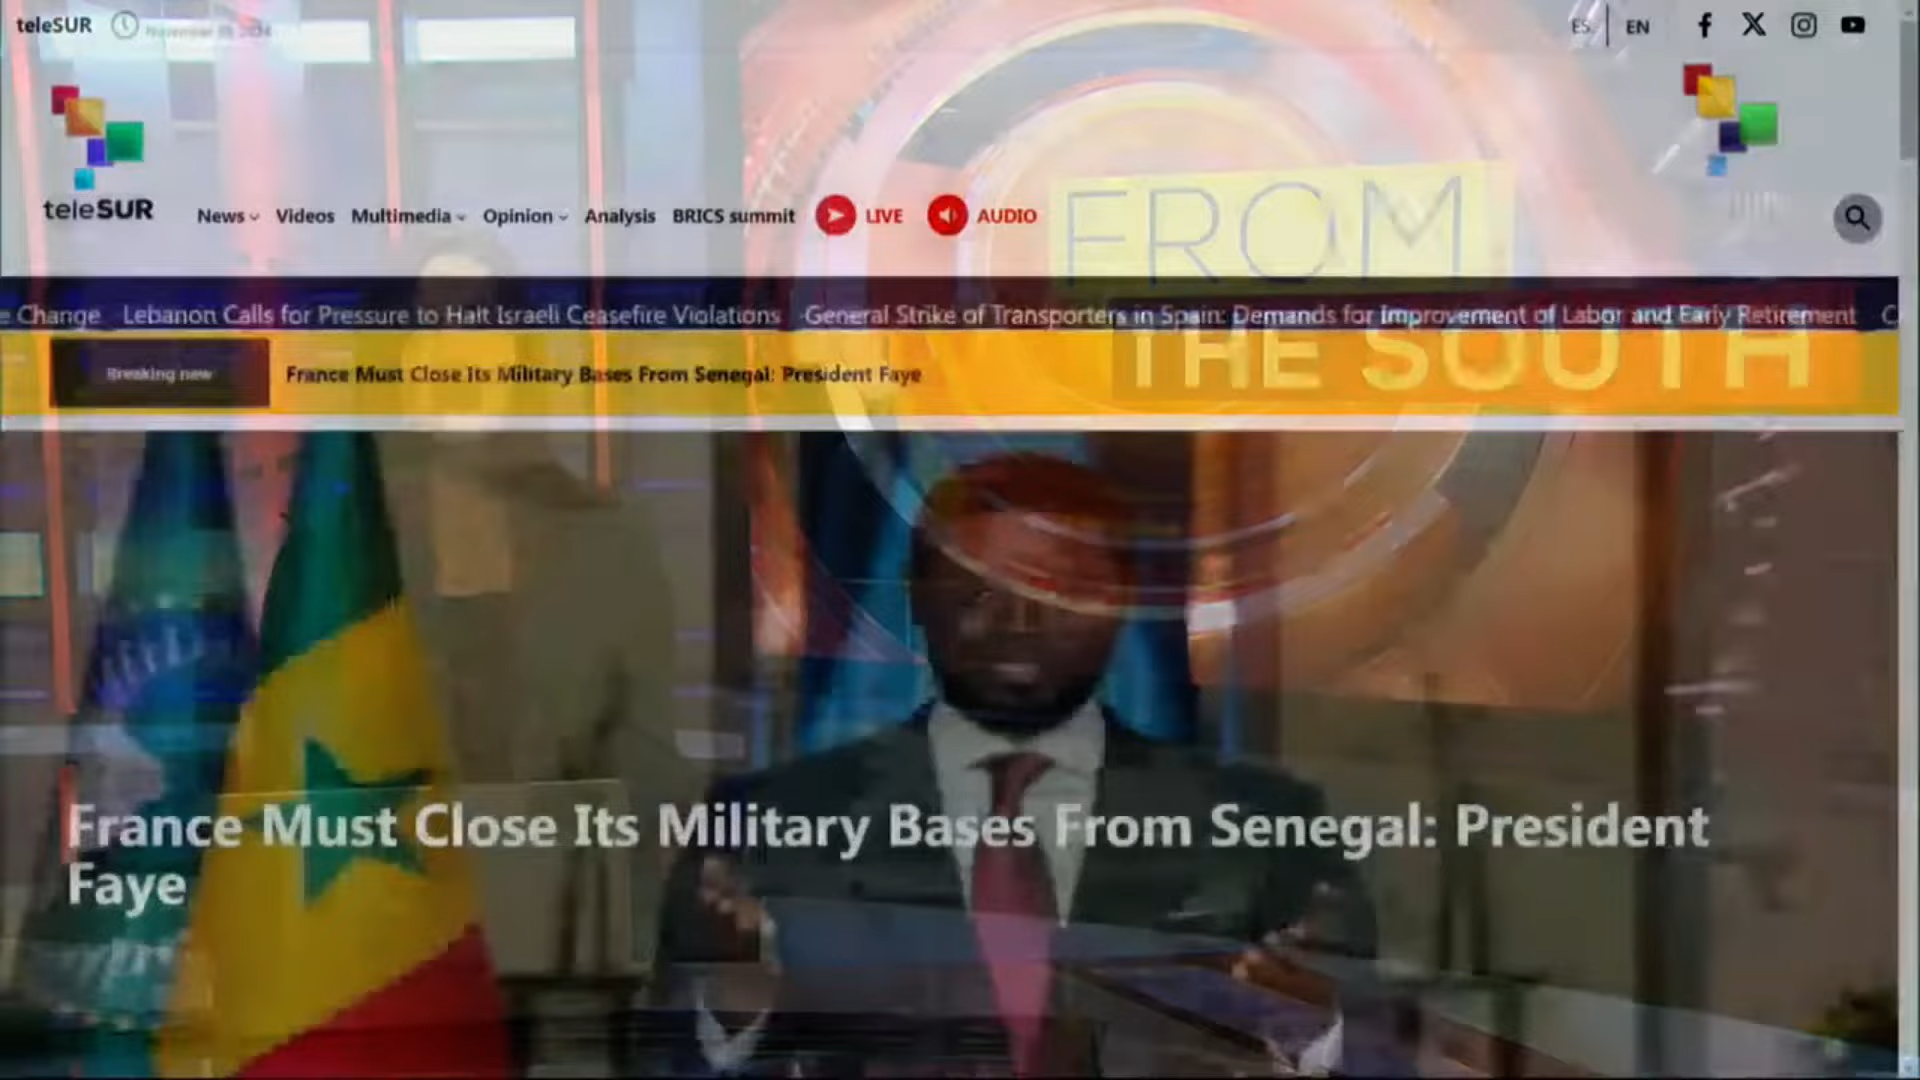 teleSUR
ES EN
teleSUR
News Videos Multimedia Opinion Analysis BRICS summit LIVE AUDIO
FROM
THE SOUTH
e Change Lebanon Calls for Pressure to Halt Israeli Ceasefire Violations General Strike of Transporters in Spain: Demands for Improvement of Labor and Early Retirement C
Breaking new France Must Close Its Military Bases From Senegal: President Faye
France Must Close Its Military Bases From Senegal: President
Faye